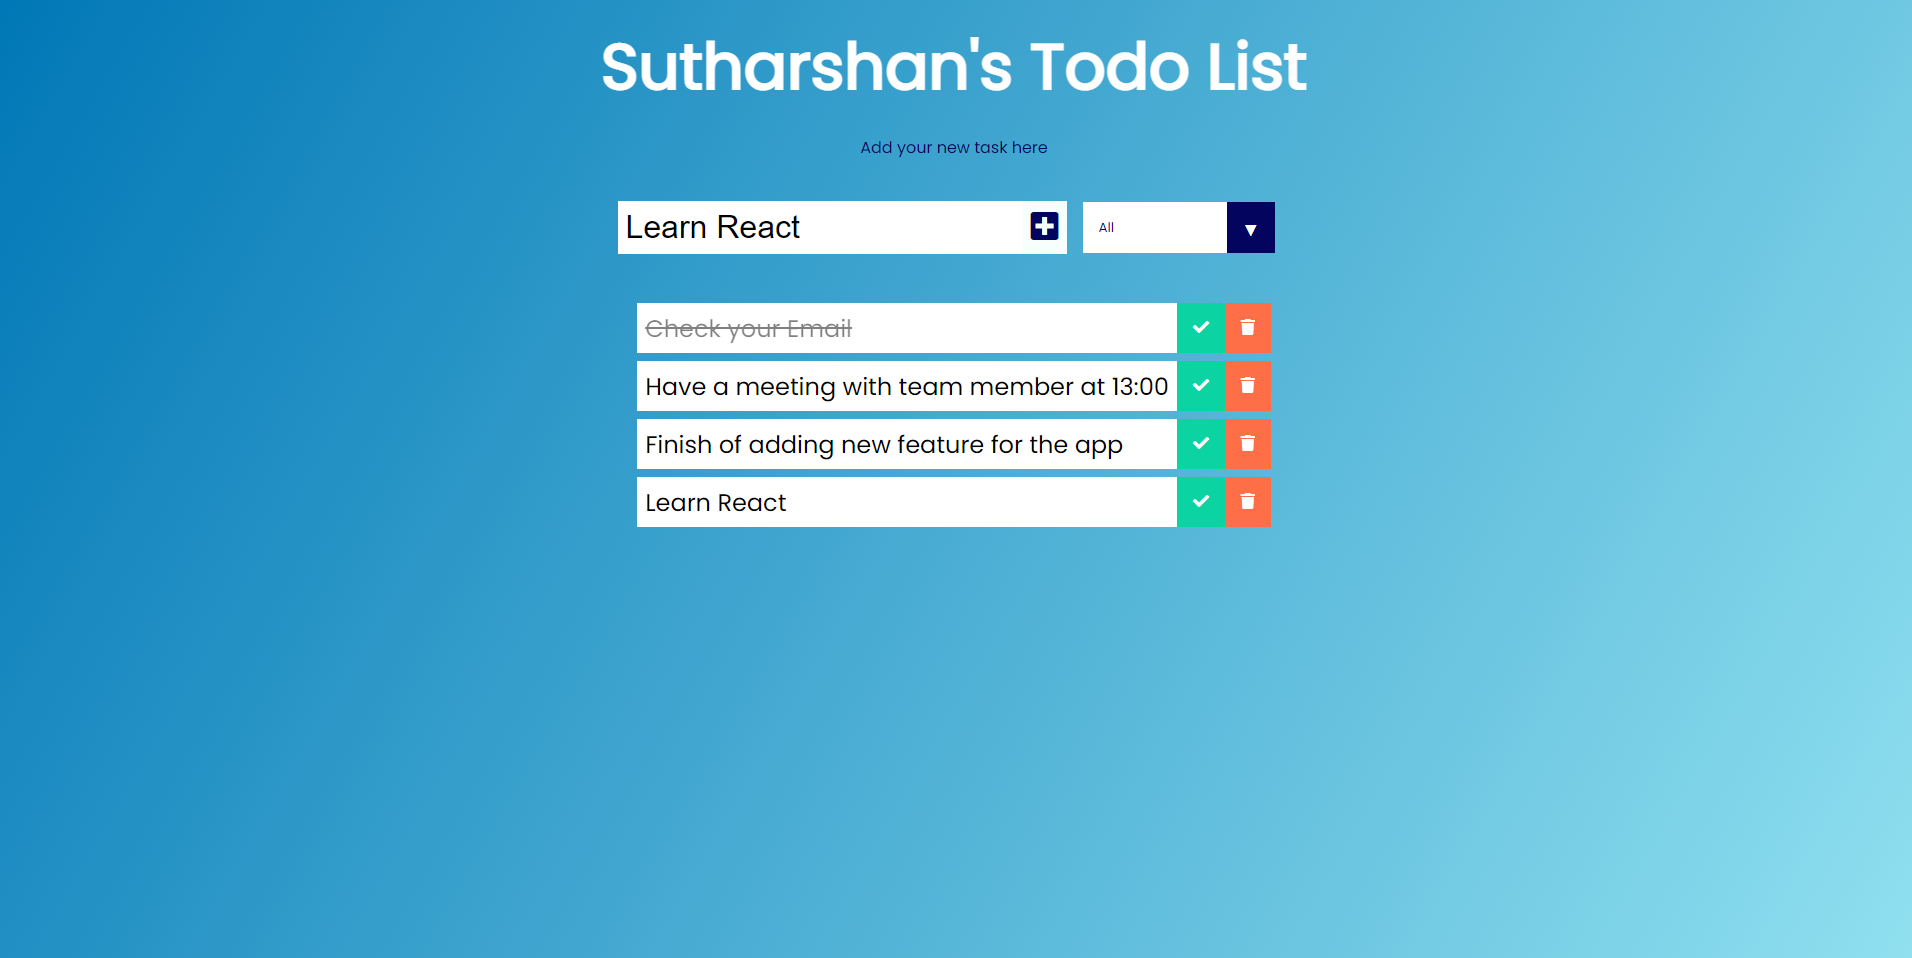 Sutharshan's Todo List
Add your new task here
Learn React
All
Check your Email
Have a meeting with team member at 13:00
Finish of adding new feature for the app
Learn React